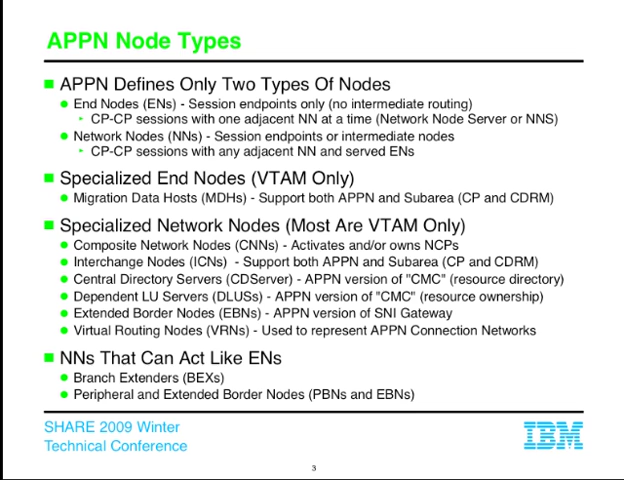 APPN Node Types
APPN Defines Only Two Types Of Nodes
End Nodes (ENs) - Session endpoints only (no intermediate routing)
CP-CP sessions with one adjacent NN at a time (Network Node Server or NNS)
Network Nodes (NNs) - Session endpoints or intermediate nodes
CP-CP sessions with any adjacent NN and served ENs
Specialized End Nodes (VTAM Only)
Migration Data Hosts (MDHs) - Support both APPN and Subarea (CP and CDRM)
Specialized Network Nodes (Most Are VTAM Only)
Composite Network Nodes (CNNs) - Activates and/or owns NCPs
Interchange Nodes (ICNs) - Support both APPN and Subarea (CP and CDRM)
Central Directory Servers (CDServer) - APPN version of "CMC" (resource directory)
Dependent LU Servers (DLUSs) - APPN version of "CMC" (resource ownership)
Extended Border Nodes (EBNs) - APPN version of SNI Gateway
Virtual Routing Nodes (VRNs) - Used to represent APPN Connection Networks
NNs That Can Act Like ENs
Branch Extenders (BEXs)
Peripheral and Extended Border Nodes (PBNs and EBNs)
SHARE 2009 Winter
Technical Conference
IBM
3